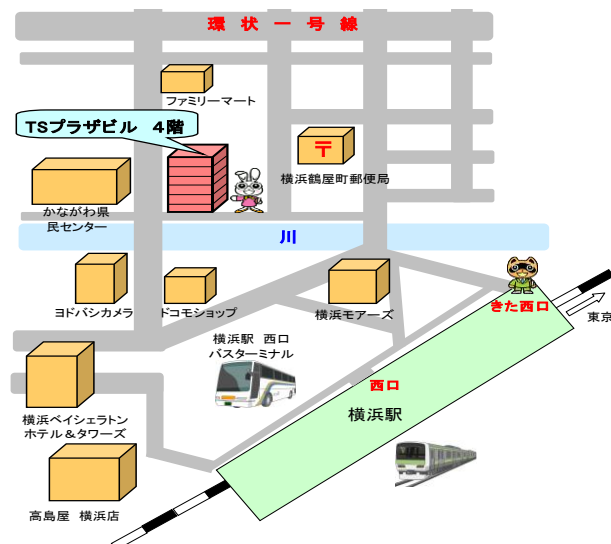 環状一号線
ファミリーマート
TSプラザビル 4階
〒
横浜鶴屋町郵便局
かながわ県
民センター
川
ヨドバシカメラ
ドコモショップ
横浜モアーズ
きた西口
東京
横浜駅 西口
バスターミナル
西口
横浜駅
横浜ベイシェラトン
ホテル&タワーズ
高島屋 横浜店